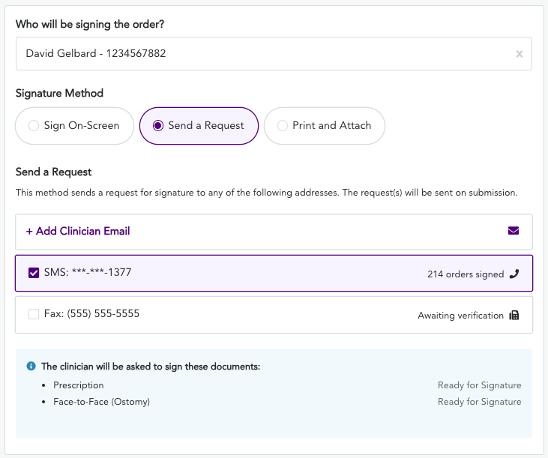 Who will be signing the order?
David Gelbard - 1234567882 x
Signature Method
Sign On-Screen Send a Request Print and Attach
Send a Request
This method sends a request for signature to any of the following addresses. The request(s) will be sent on submission.
+ Add Clinician Email
SMS: ***-***-1377 214 orders signed
Fax: (555) 555-5555 Awaiting verification
The clinician will be asked to sign these documents:
• Prescription Ready for Signature
• Face-to-Face (Ostomy) Ready for Signature